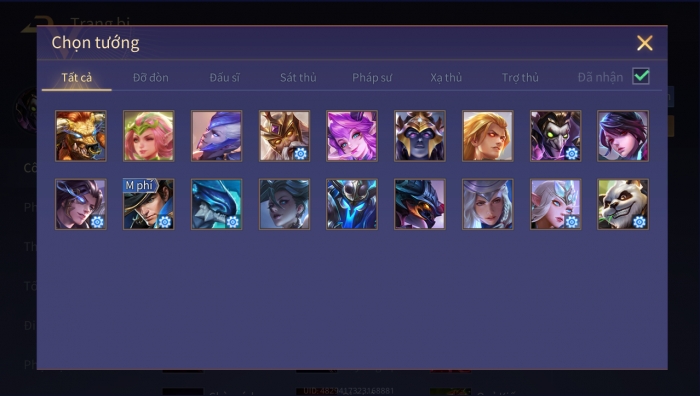 Trang bị
Chọn tướng
Tất cả
Đỡ đòn
Đấu sĩ
Sát thủ
Pháp sư
Xạ thủ
Trợ thủ
Đã nhận
M phí